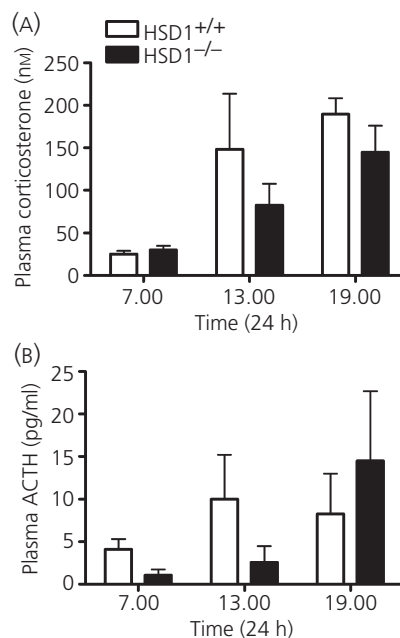 (A)
HSD1+/+
HSD1−/−
Plasma corticosterone (nM)
250
200
150
100
50
0
7.00 13.00 19.00
Time (24 h)
(B)
Plasma ACTH (pg/ml)
25
20
15
10
5
0
7.00 13.00 19.00
Time (24 h)